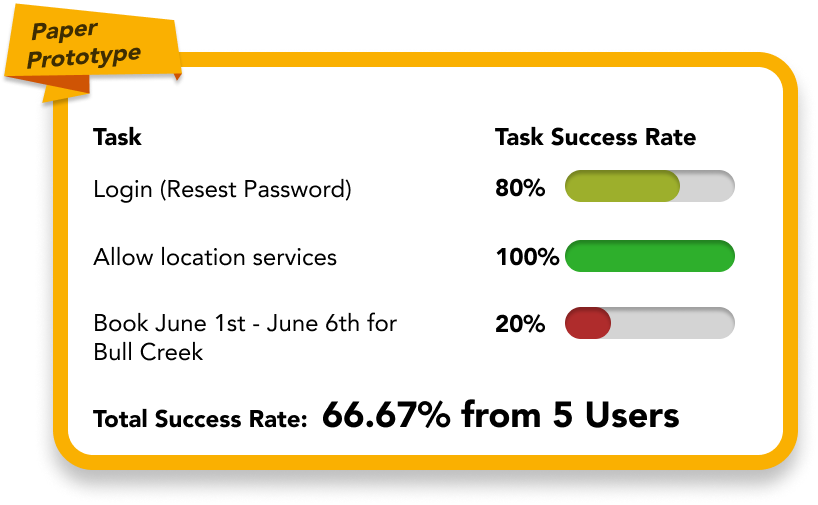 Paper
Prototype
Task Task Success Rate
Login (Resest Password) 80%
Allow location services 100%
Book June 1st - June 6th for 20%
Bull Creek
Total Success Rate: 66.67% from 5 Users